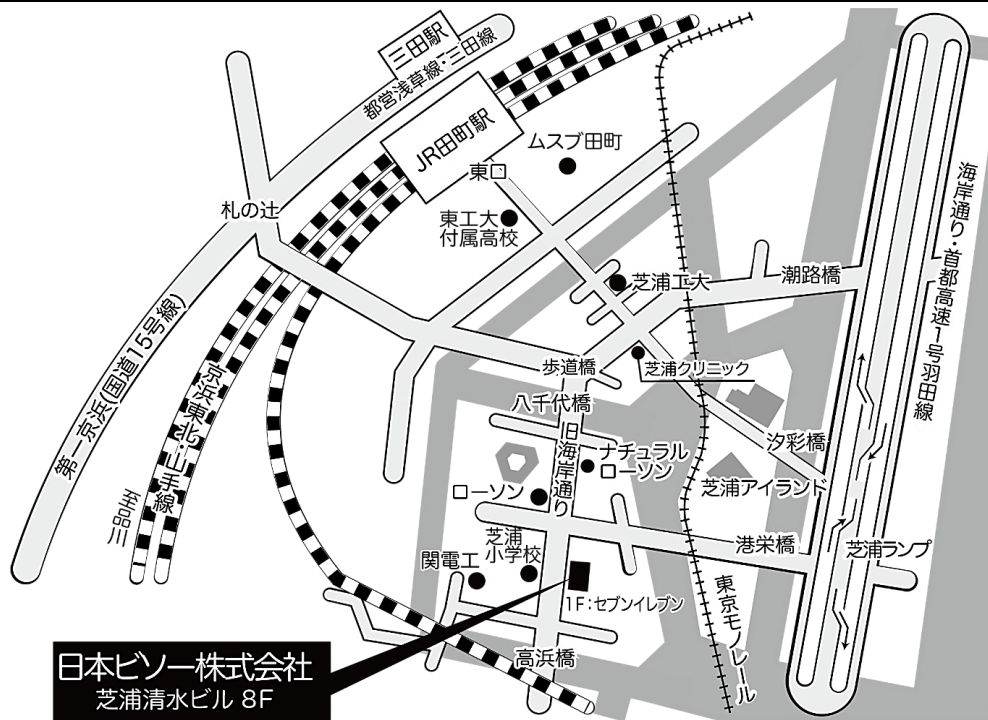 三田駅
都営浅草線・三田線
JR田町駅
東口
ムスブ田町
東工大
付属高校
札の辻
芝浦工大
潮路橋
海岸通り・首都高速1号羽田線
第一京浜(国道15号線)
京浜東北・山手線
至品川
歩道橋
芝浦クリニック
八千代橋
旧海岸通り
汐彩橋
ナチュラル
ローソン
芝浦アイランド
ローソン
芝浦
小学校
関電工
港栄橋
芝浦ランプ
1F:セブンイレブン
東京モノレール
高浜橋
日本ビソー株式会社
芝浦清水ビル 8F